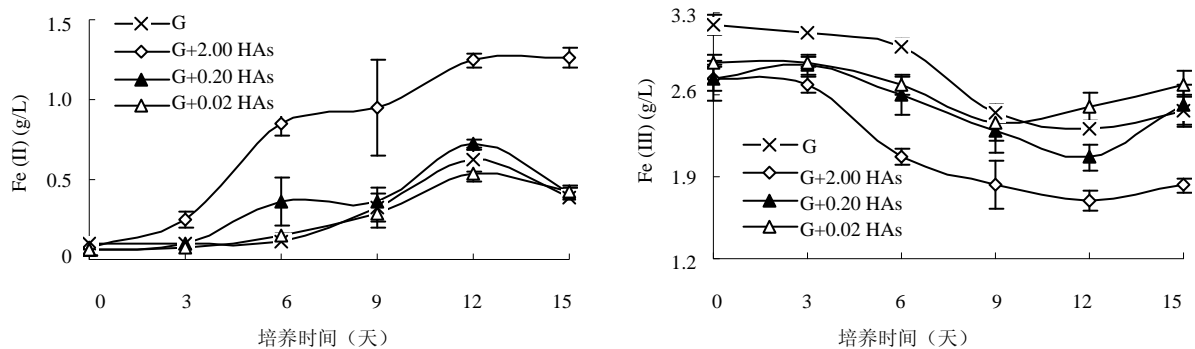 Fe (II) (g/L)
1.5
1.0
0.5
0
G
G+2.00 HAs
G+0.20 HAs
G+0.02 HAs
0 3 6 9 12 15
培养时间（天）
Fe (III) (g/L)
3.3
2.6
1.9
1.2
G
G+2.00 HAs
G+0.20 HAs
G+0.02 HAs
0 3 6 9 12 15
培养时间（天）